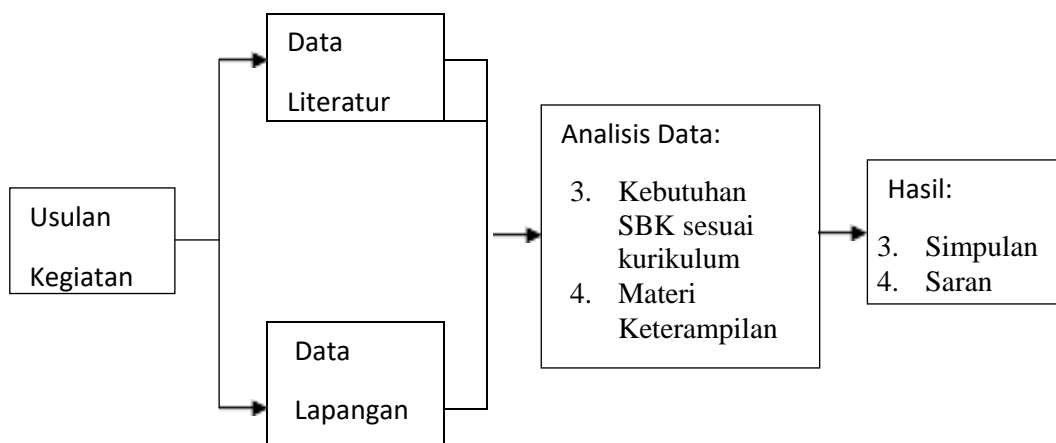 Usulan
Kegiatan
Data
Literatur
Data
Lapangan
Analisis Data:
3. Kebutuhan
SBK sesuai
kurikulum
4. Materi
Keterampilan
Hasil:
3. Simpulan
4. Saran